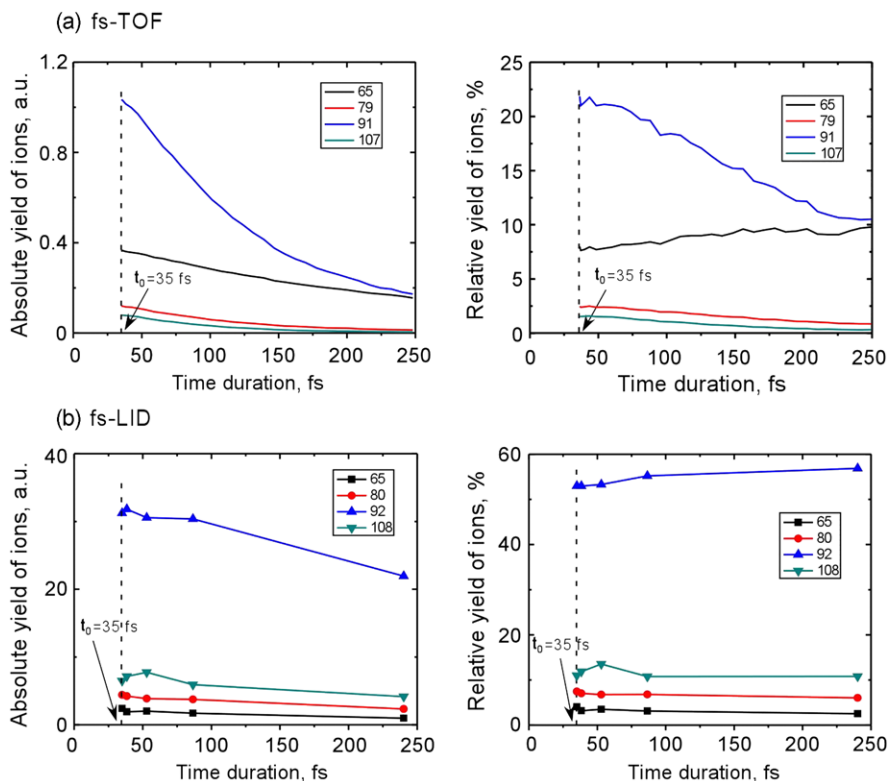 (a) fs-TOF
Absolute yield of ions, a.u.
1.2
0.8
0.4
0
65
79
91
107
t₀=35 fs
0 50 100 150 200 250
Time duration, fs
Relative yield of ions, %
25
20
15
10
5
0
65
79
91
107
t₀=35 fs
0 50 100 150 200 250
Time duration, fs
(b) fs-LID
Absolute yield of ions, a.u.
40
20
0
65
80
92
108
t₀=35 fs
0 50 100 150 200 250
Time duration, fs
Relative yield of ions, %
60
40
20
0
65
80
92
108
t₀=35 fs
0 50 100 150 200 250
Time duration, fs